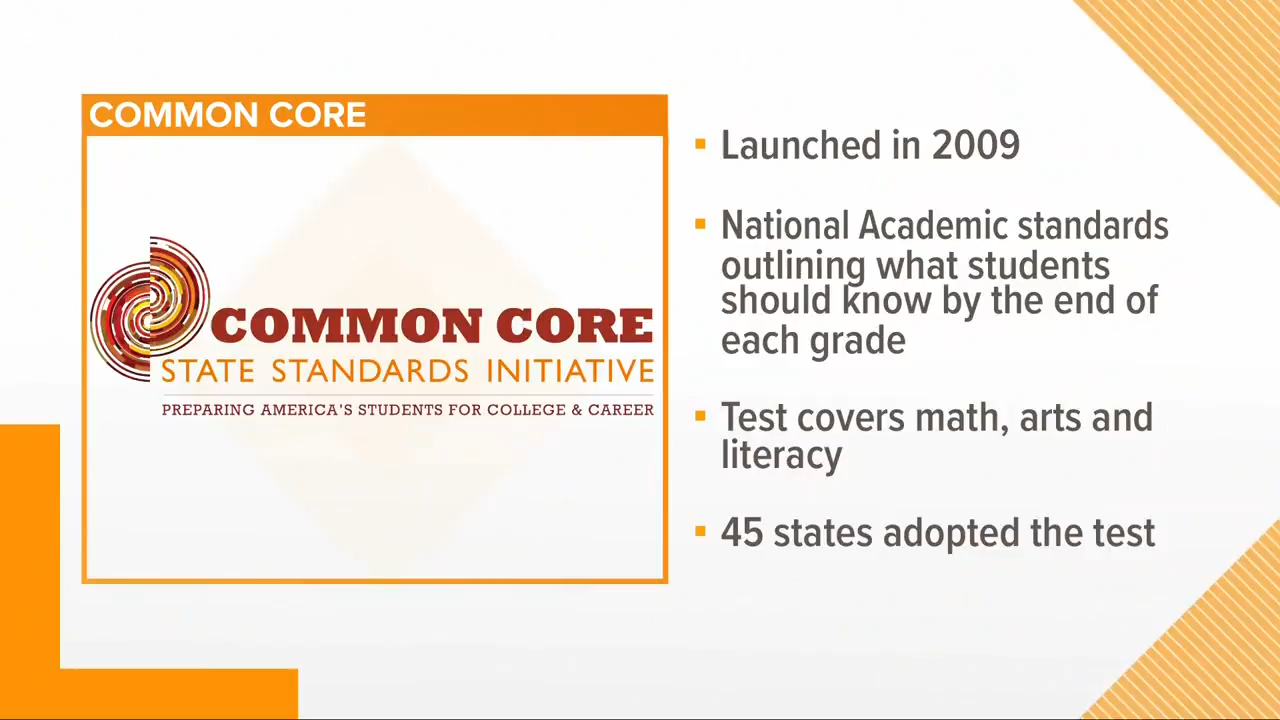 COMMON CORE
COMMON CORE
STATE STANDARDS INITIATIVE
PREPARING AMERICA'S STUDENTS FOR COLLEGE & CAREER
Launched in 2009
National Academic standards
outlining what students
should know by the end of
each grade
Test covers math, arts and
literacy
45 states adopted the test